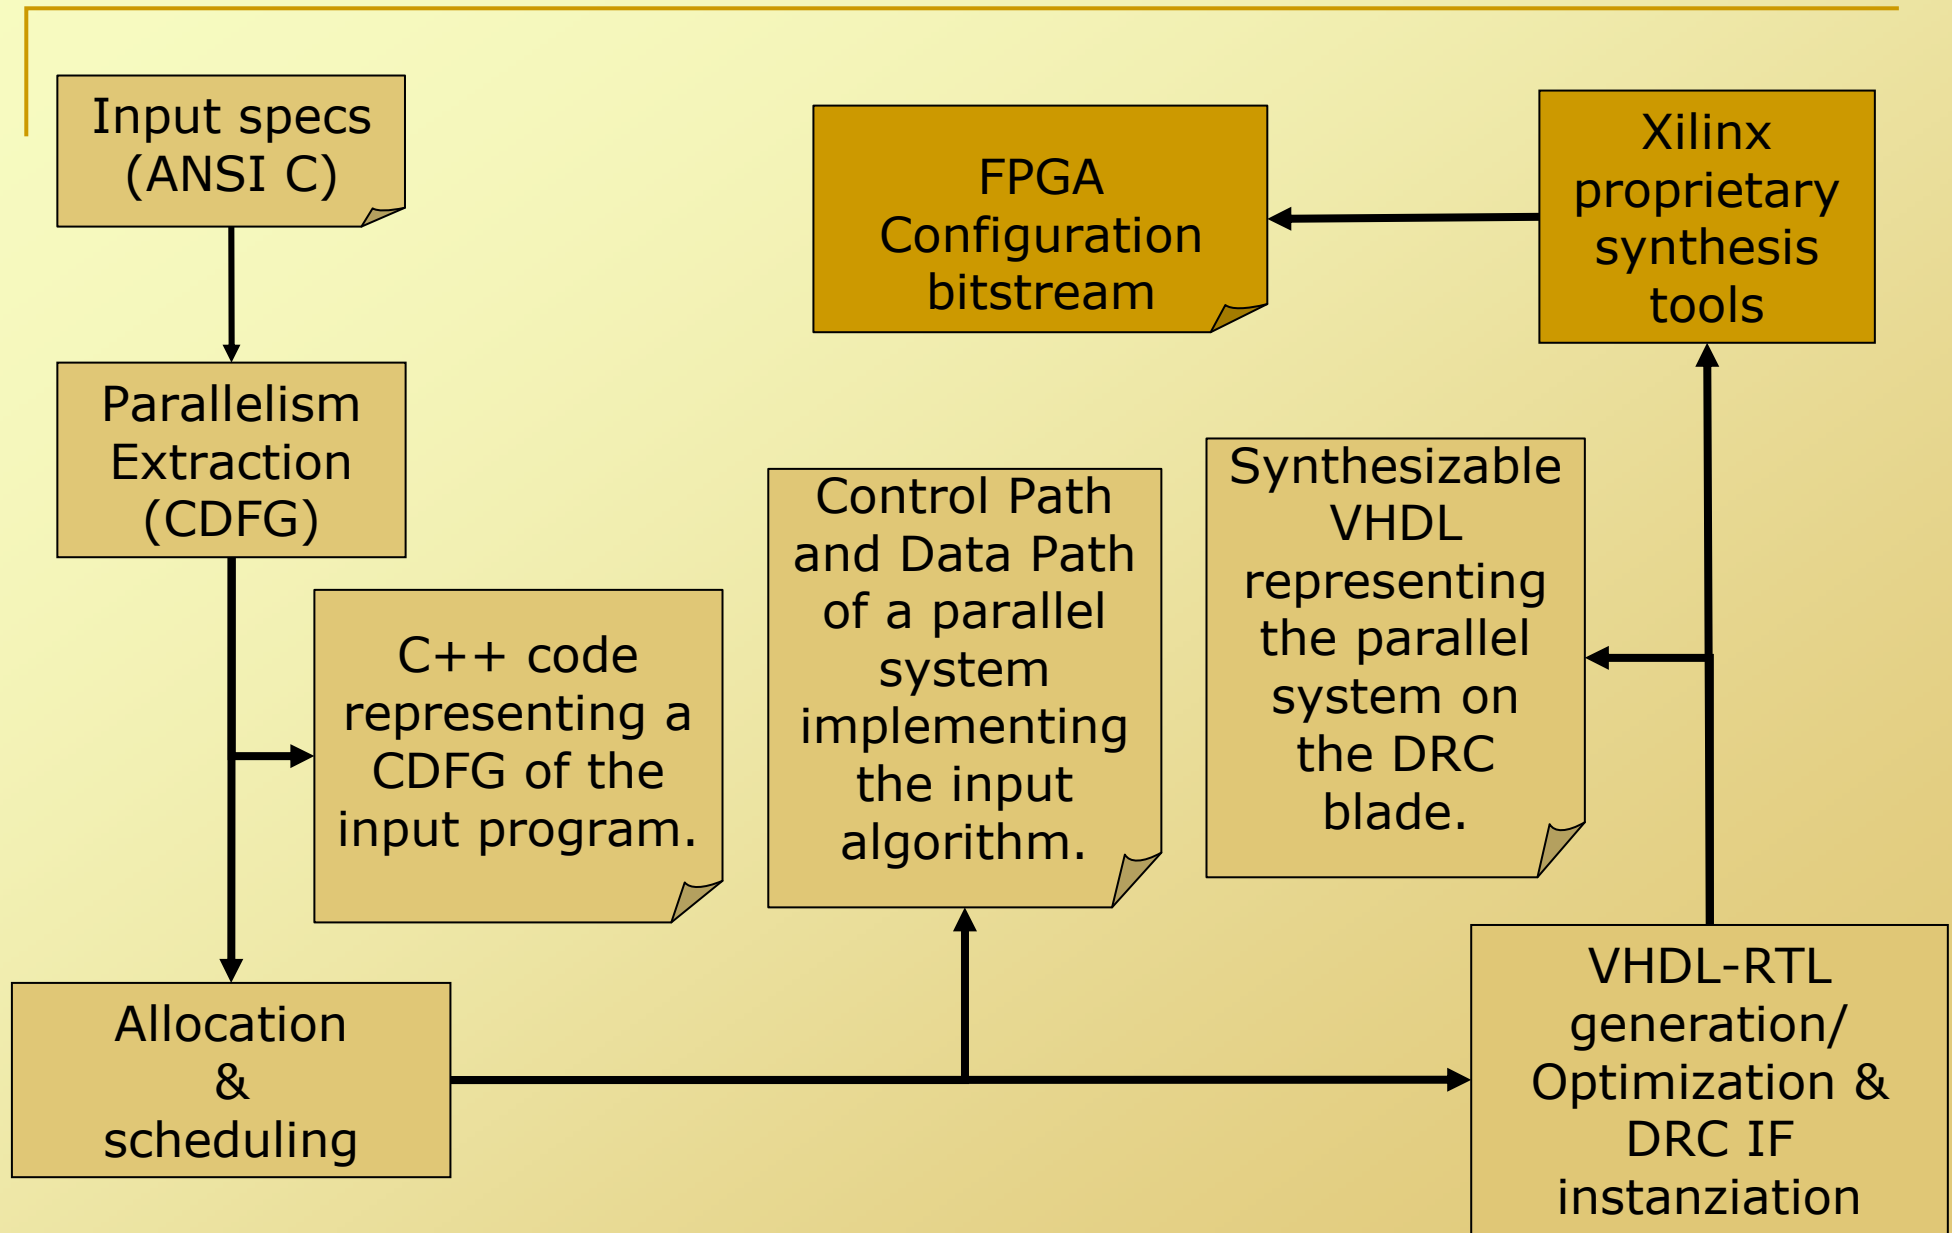 Input specs
(ANSI C)
Parallelism
Extraction
(CDFG)
C++ code
representing a
CDFG of the
input program.
Allocation
&
scheduling
Control Path
and Data Path
of a parallel
system
implementing
the input
algorithm.
VHDL-RTL
generation/
Optimization &
DRC IF
instanziation
Synthesizable
VHDL
representing
the parallel
system on
the DRC
blade.
Xilinx
proprietary
synthesis
tools
FPGA
Configuration
bitstream